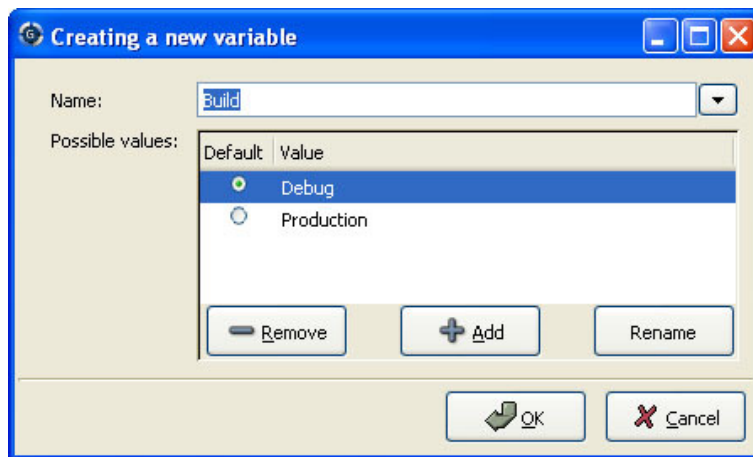 Creating a new variable
Name: Build
Possible values:
Default Value
Debug
Production
Remove Add Rename
OK Cancel